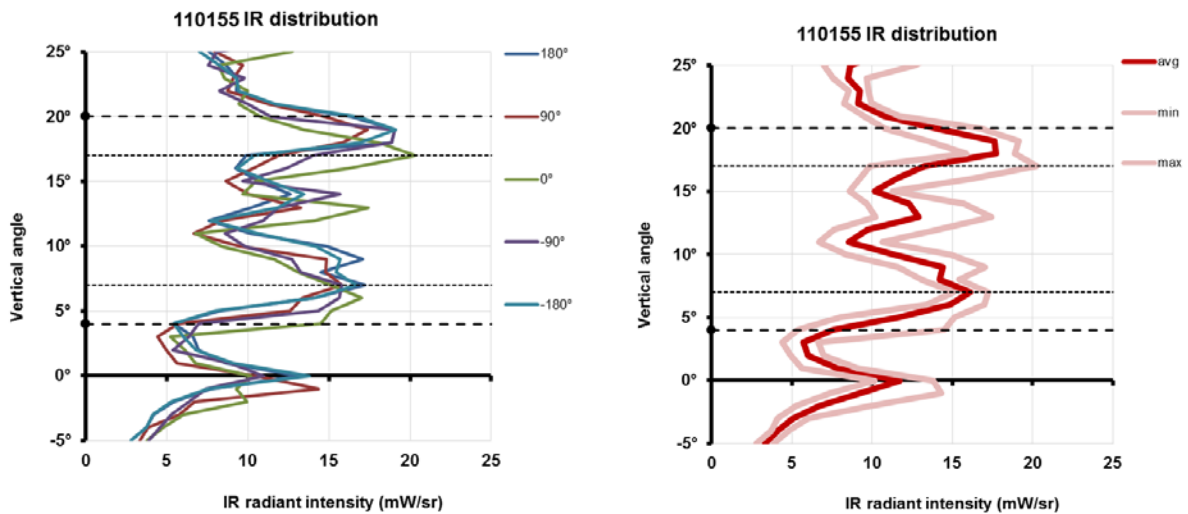 110155 IR distribution
25°
20°
15°
10°
5°
0°
-5°
Vertical angle
0 5 10 15 20 25
IR radiant intensity (mW/sr)
180°
90°
0°
-90°
-180°
110155 IR distribution
25°
20°
15°
10°
5°
0°
-5°
Vertical angle
0 5 10 15 20 25
IR radiant intensity (mW/sr)
avg
min
max